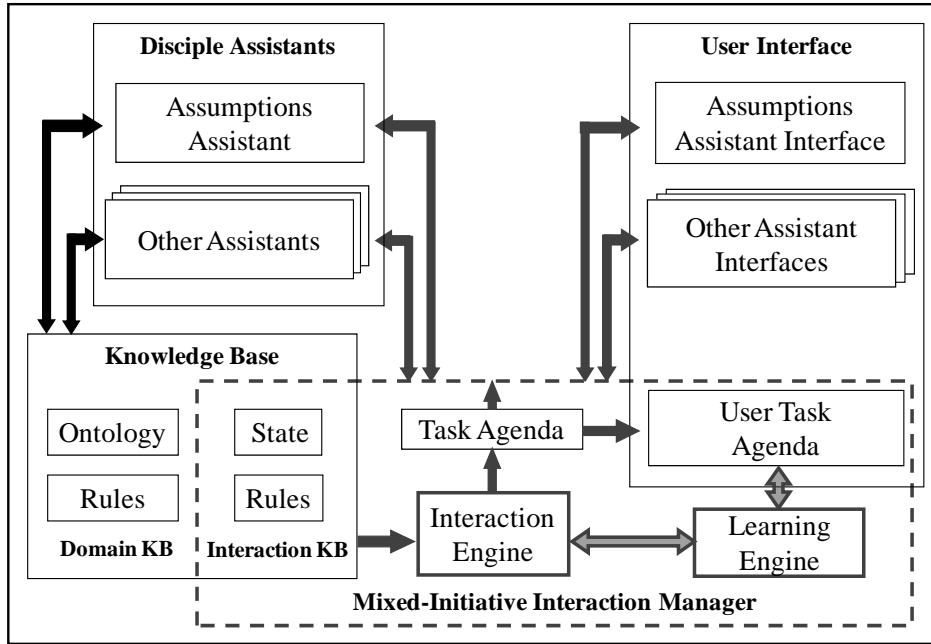 Disciple Assistants
Assumptions
Assistant
Other Assistants
User Interface
Assumptions
Assistant Interface
Other Assistant
Interfaces
Knowledge Base
Ontology
Rules
Domain KB
State
Rules
Interaction KB
Task Agenda
User Task
Agenda
Interaction
Engine
Learning
Engine
Mixed-Initiative Interaction Manager